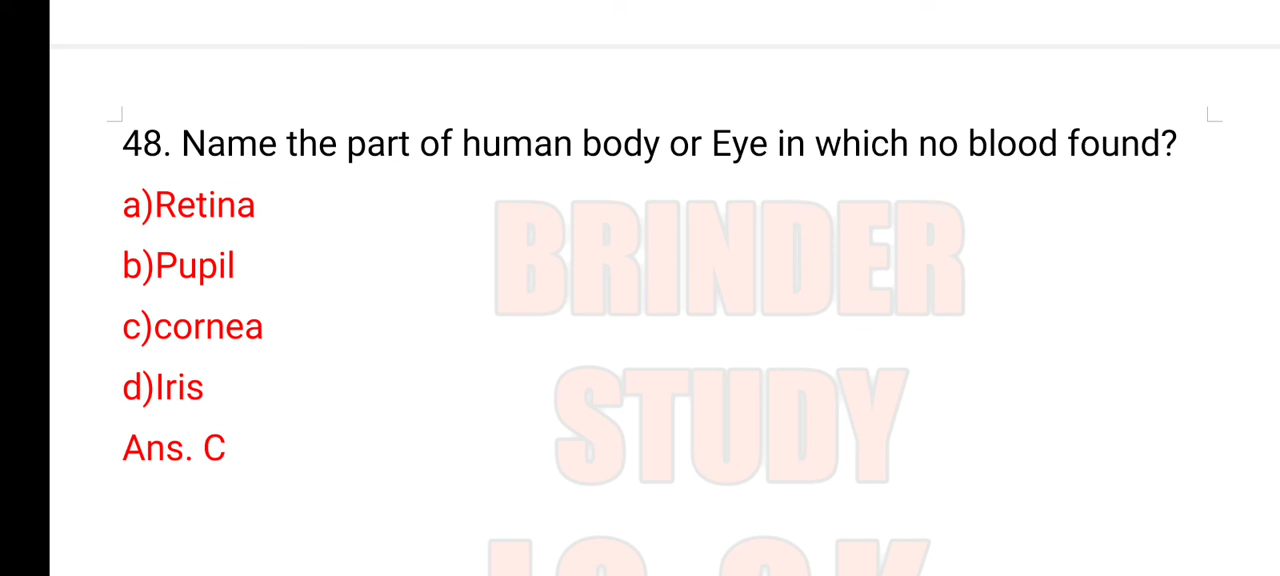 48. Name the part of human body or Eye in which no blood found?
a)Retina
b)Pupil
c)cornea
d)Iris
Ans. C
BRINDER
STUDY